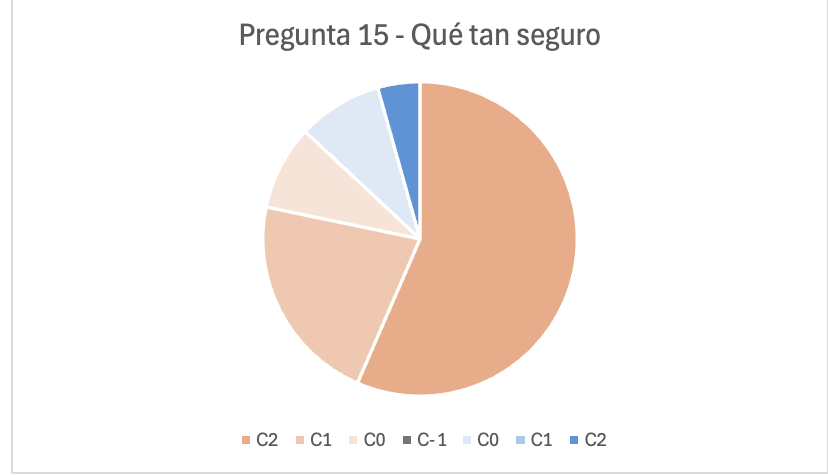 Pregunta 15 - Qué tan seguro
C2 C1 C0 C-1 C0 C1 C2